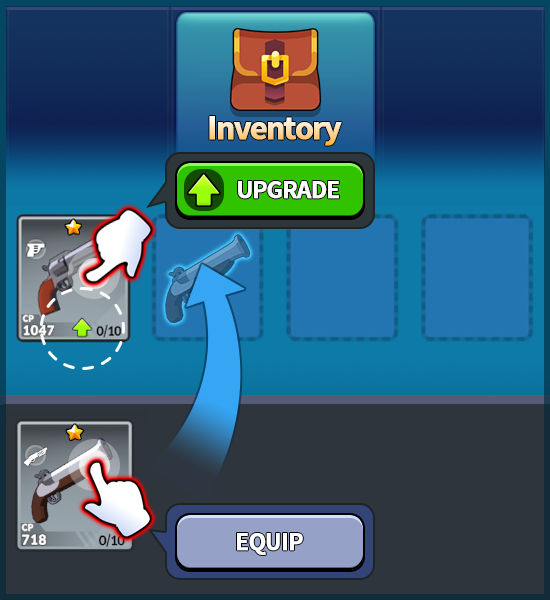 Inventory
UPGRADE
CP
1047
0/10
CP
718
0/10
EQUIP